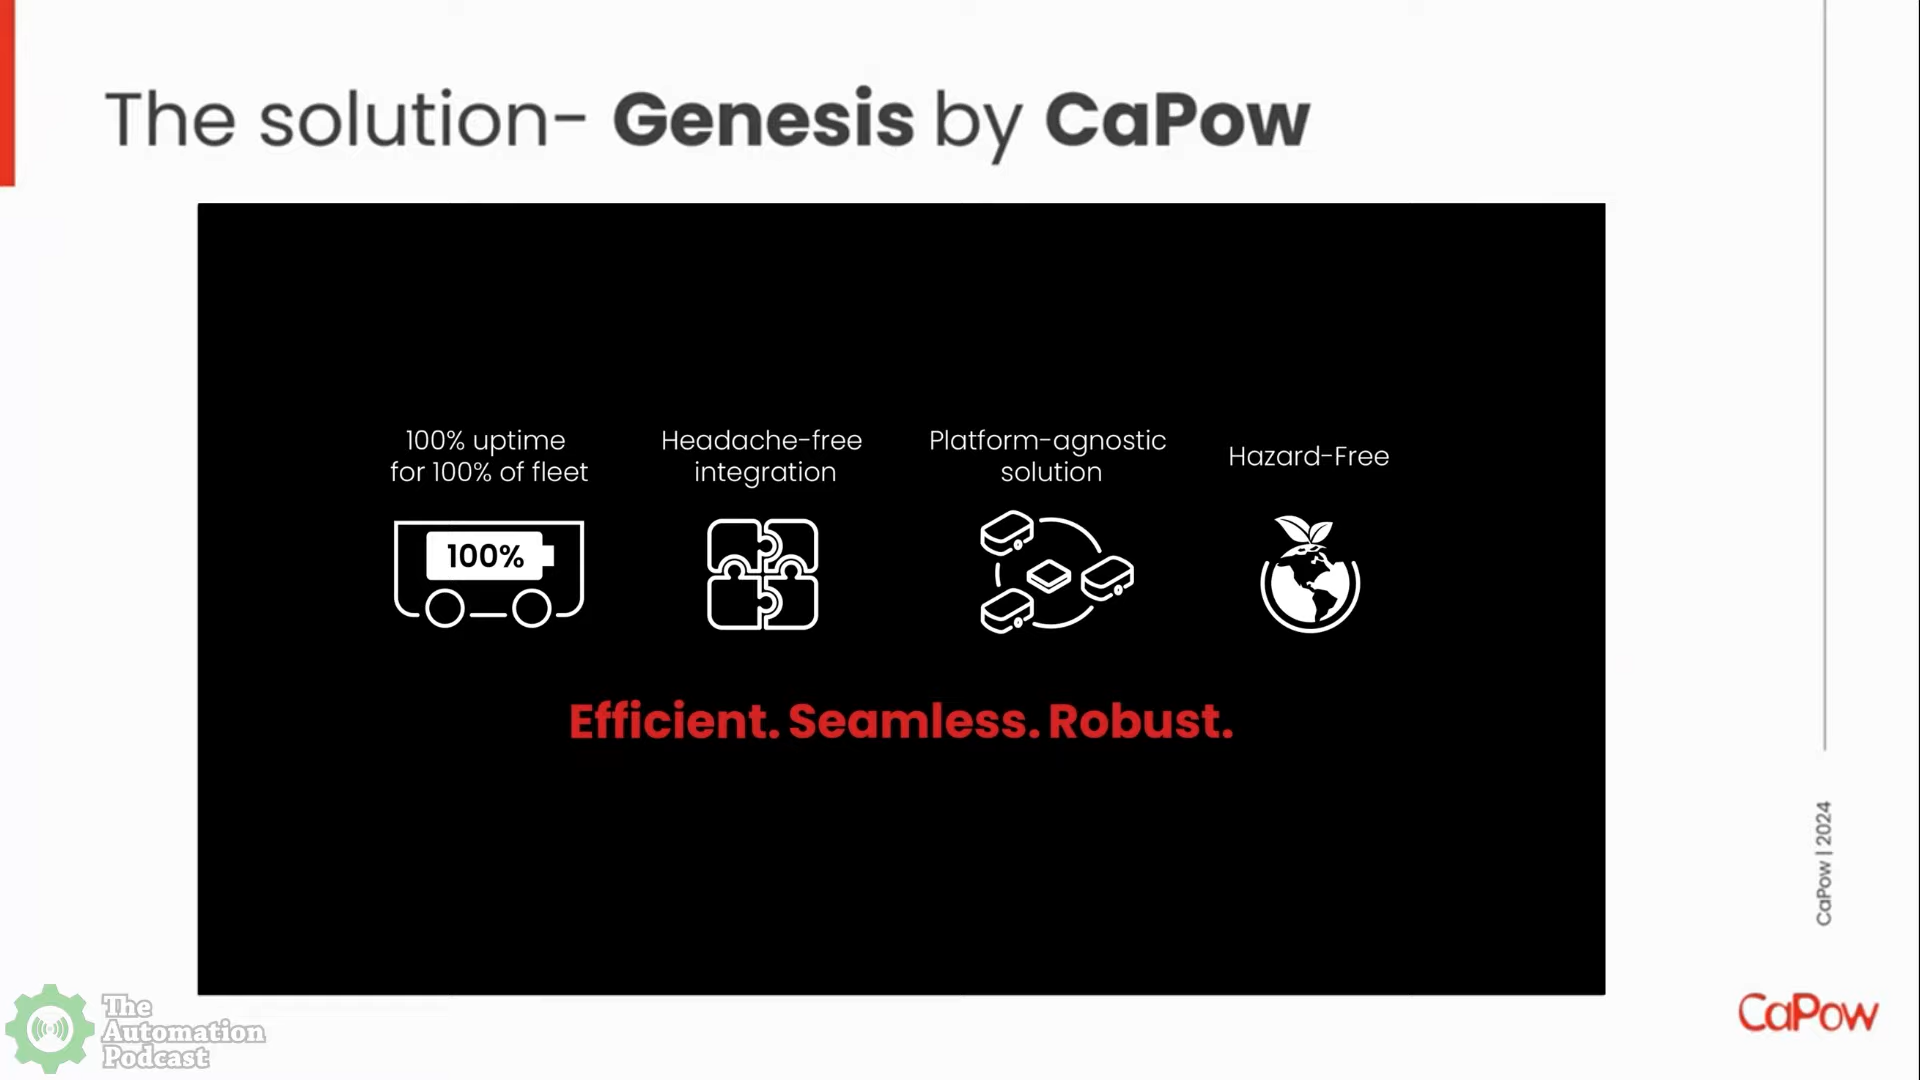 The solution- Genesis by CaPow
100% uptime
for 100% of fleet
Headache-free
integration
Platform-agnostic
solution
Hazard-Free
100%
Efficient. Seamless. Robust.
CaPow | 2024
The
Automation
Podcast
CaPow